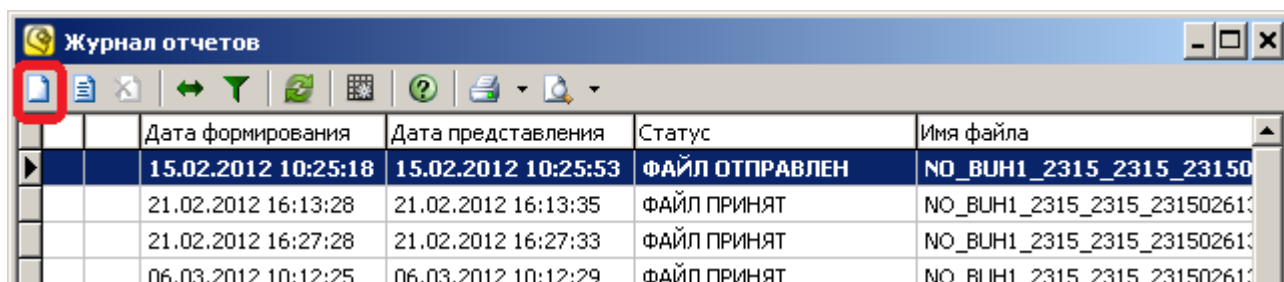 Журнал отчетов
Дата формирования Дата представления Статус Имя файла
15.02.2012 10:25:18 15.02.2012 10:25:53 ФАЙЛ ОТПРАВЛЕН NO_BUH1_2315_2315_23150
21.02.2012 16:13:28 21.02.2012 16:13:35 ФАЙЛ ПРИНЯТ NO_BUH1_2315_2315_231502613
21.02.2012 16:27:28 21.02.2012 16:27:33 ФАЙЛ ПРИНЯТ NO_BUH1_2315_2315_231502613
06.03.2012 10:12:25 06.03.2012 10:12:29 ФАЙЛ ПРИНЯТ NO_BUH1_2315_2315_231502613